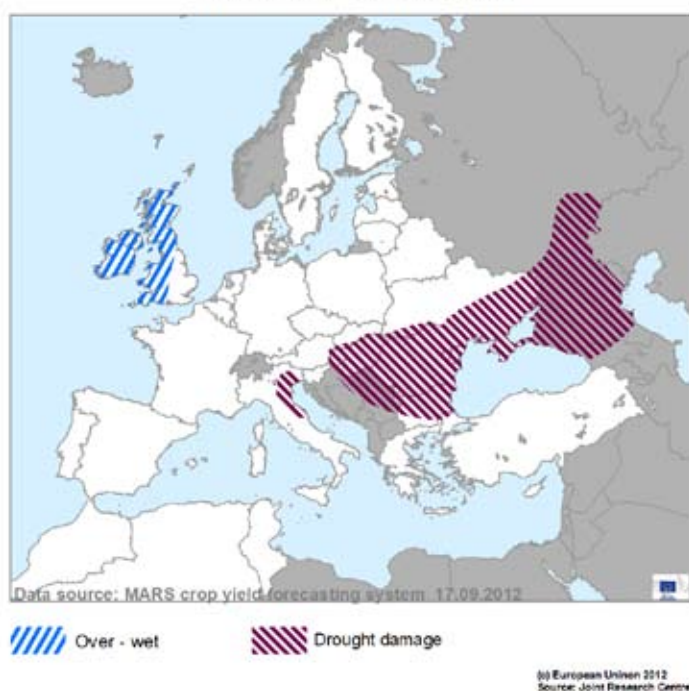 Data source: MARS crop yield forecasting system 17.09.2012
Over - wet
Drought damage
(c) European Uninon 2012
Source: Joint Research Centre